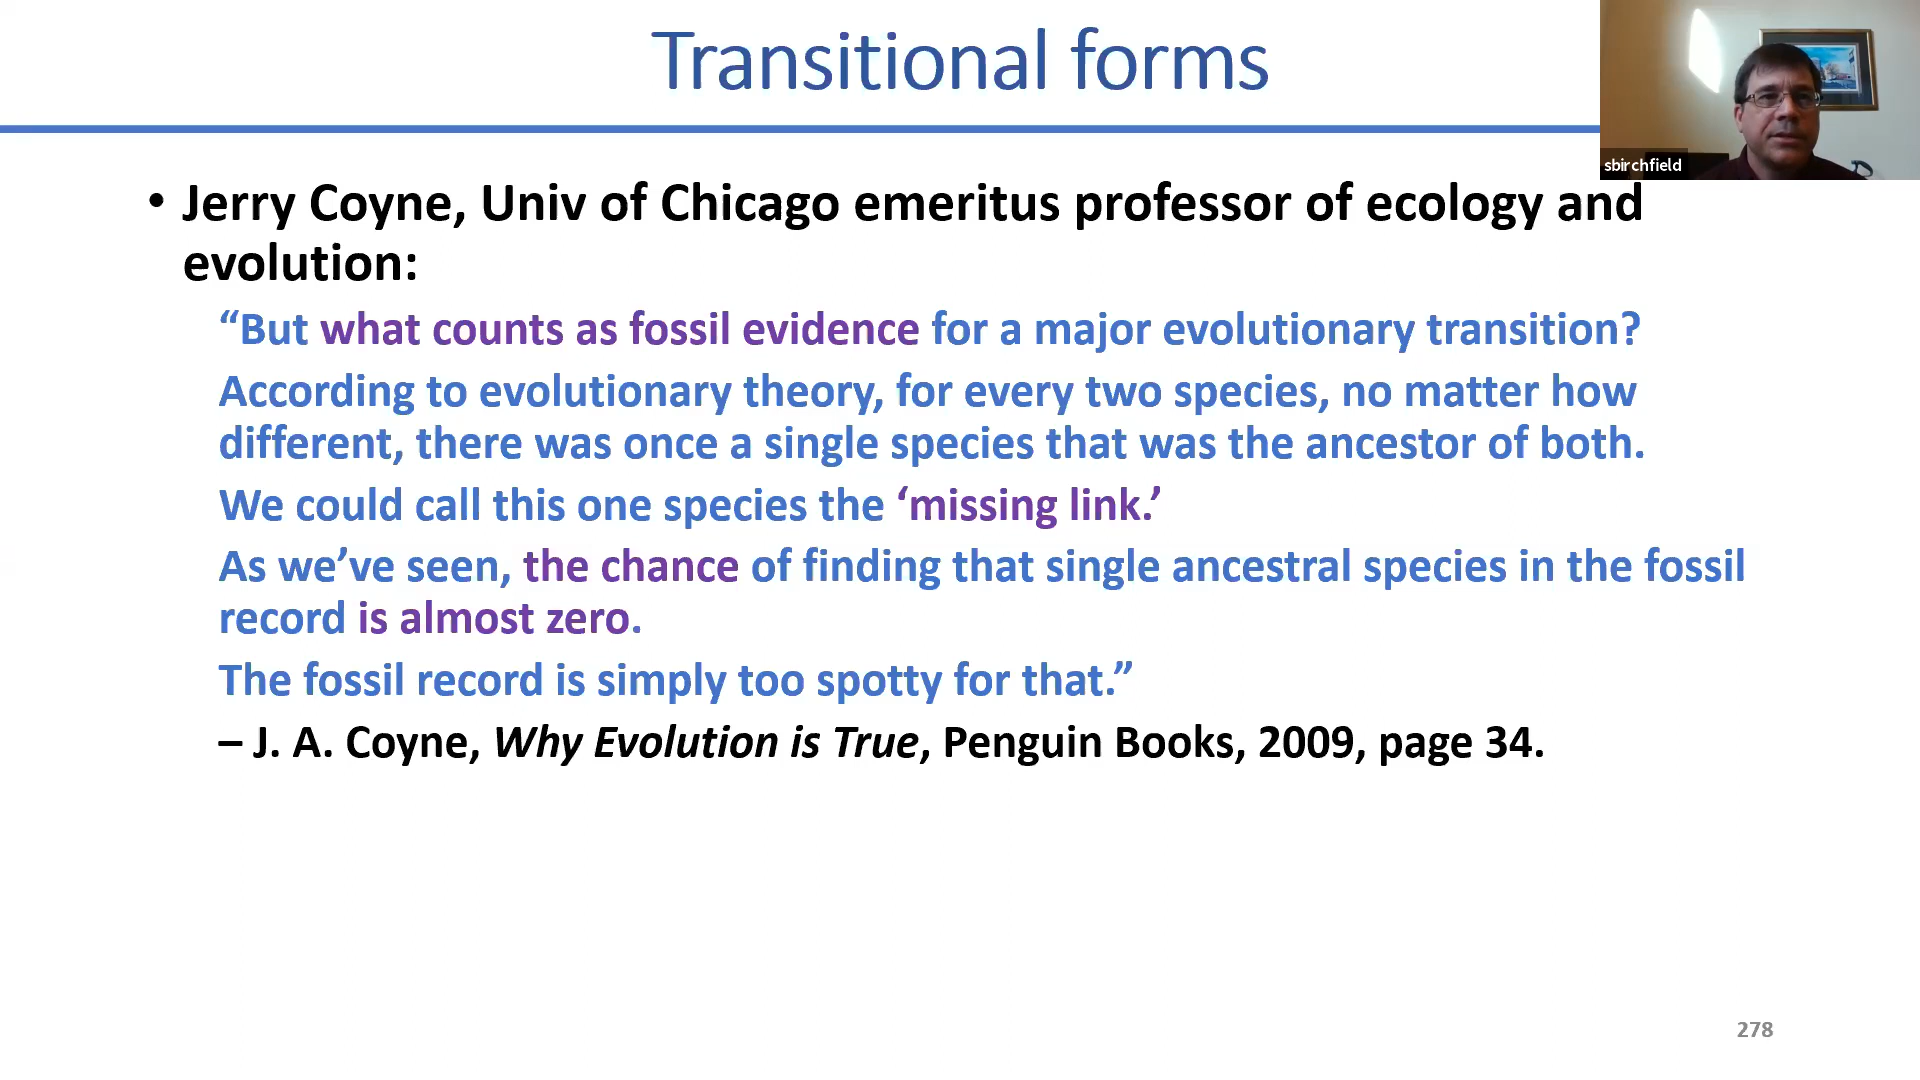 Transitional forms
sbirchfield
• Jerry Coyne, Univ of Chicago emeritus professor of ecology and
evolution:
“But what counts as fossil evidence for a major evolutionary transition?
According to evolutionary theory, for every two species, no matter how
different, there was once a single species that was the ancestor of both.
We could call this one species the ‘missing link.’
As we’ve seen, the chance of finding that single ancestral species in the fossil
record is almost zero.
The fossil record is simply too spotty for that.”
– J. A. Coyne, Why Evolution is True, Penguin Books, 2009, page 34.
278